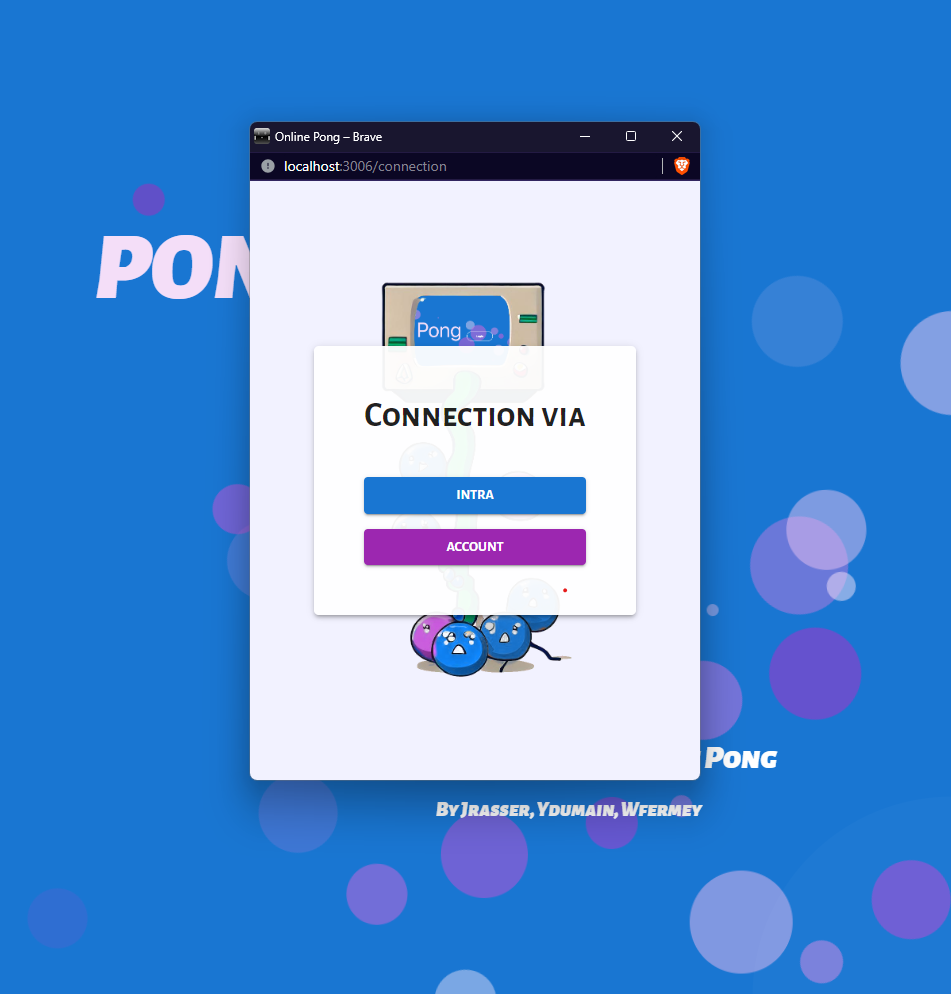 Online Pong – Brave
localhost:3006/connection
PON
Pong
Connection via
INTRA
ACCOUNT
Pong
By Jrasser, Ydumain, Wfermey